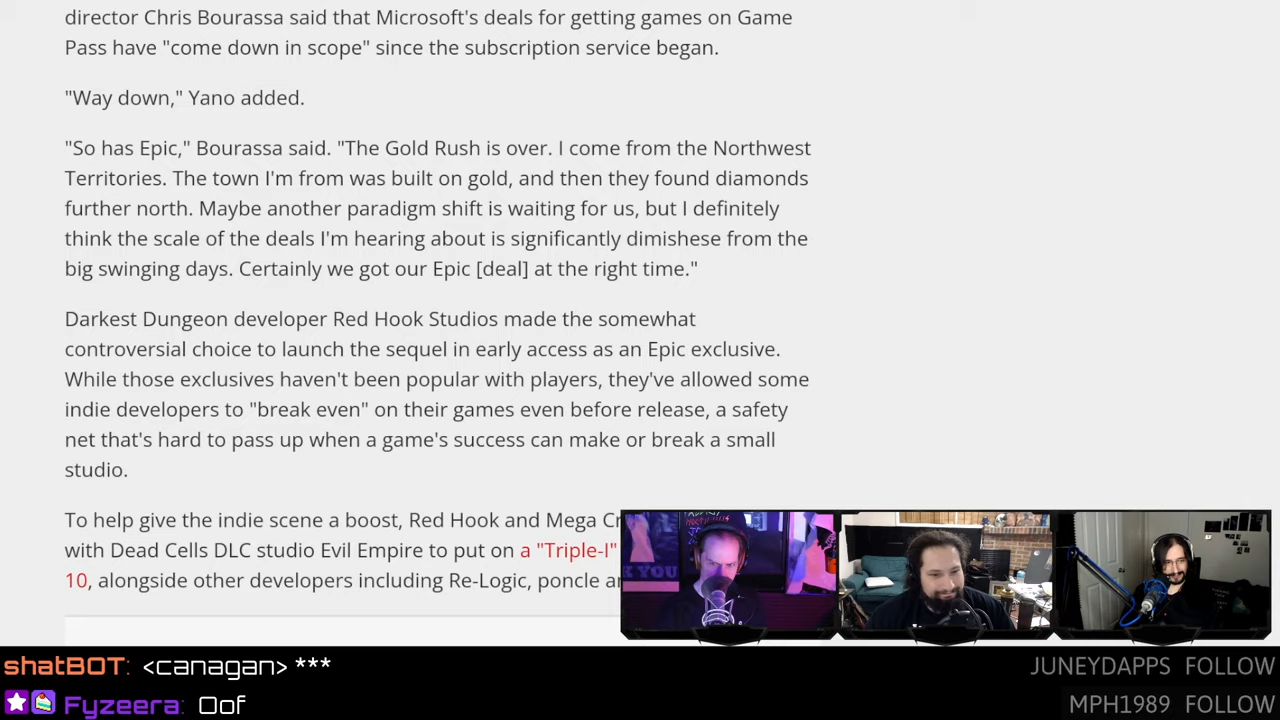 director Chris Bourassa said that Microsoft's deals for getting games on Game
Pass have "come down in scope" since the subscription service began.
"Way down," Yano added.
"So has Epic," Bourassa said. "The Gold Rush is over. I come from the Northwest
Territories. The town I'm from was built on gold, and then they found diamonds
further north. Maybe another paradigm shift is waiting for us, but I definitely
think the scale of the deals I'm hearing about is significantly dimishese from the
big swinging days. Certainly we got our Epic [deal] at the right time."
Darkest Dungeon developer Red Hook Studios made the somewhat
controversial choice to launch the sequel in early access as an Epic exclusive.
While those exclusives haven't been popular with players, they've allowed some
indie developers to "break even" on their games even before release, a safety
net that's hard to pass up when a game's success can make or break a small
studio.
To help give the indie scene a boost, Red Hook and Mega Cr
with Dead Cells DLC studio Evil Empire to put on a "Triple-I"
10, alongside other developers including Re-Logic, poncle
shatBOT: <canagan> ***
Fyzeera: Oof
JUNEYDAPPS FOLLOW
MPH1989 FOLLOW